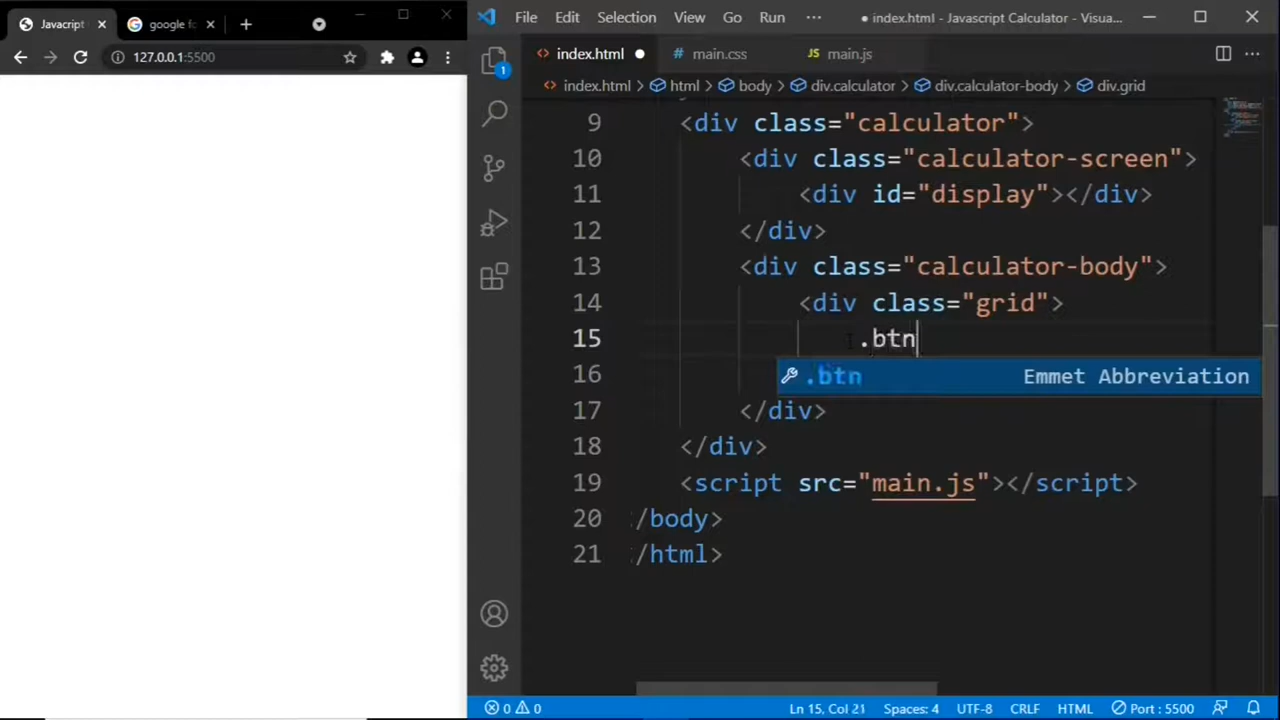 Javascript
google fo
127.0.0.1:5500
File Edit Selection View Go Run ···
● index.html - Javascript Calculator - Visua...
index.html ●
main.css
JS main.js
index.html › html › body › div.calculator › div.calculator-body › div.grid
1
9 <div class="calculator">
10 <div class="calculator-screen">
11 <div id="display"></div>
12 </div>
13 <div class="calculator-body">
14 <div class="grid">
15 .btn
16 .btn Emmet Abbreviation
17 </div>
18 </div>
19 <script src="main.js"></script>
20 /body>
21 /html>
0 0 Ln 15, Col 21 Spaces: 4 UTF-8 CRLF HTML Port : 5500